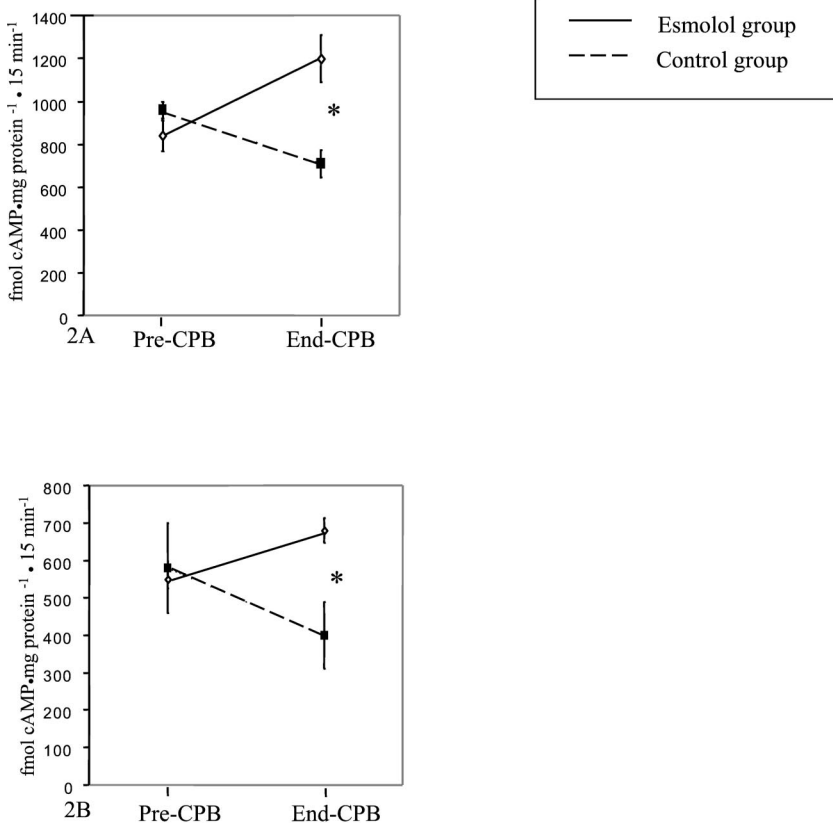 Esmolol group
Control group
fmol cAMP•mg protein ⁻¹ • 15 min⁻¹
1400
1200
1000
800
600
400
200
0
2A
Pre-CPB
End-CPB
*
fmol cAMP•mg protein ⁻¹ • 15 min⁻¹
800
700
600
500
400
300
200
100
0
2B
Pre-CPB
End-CPB
*